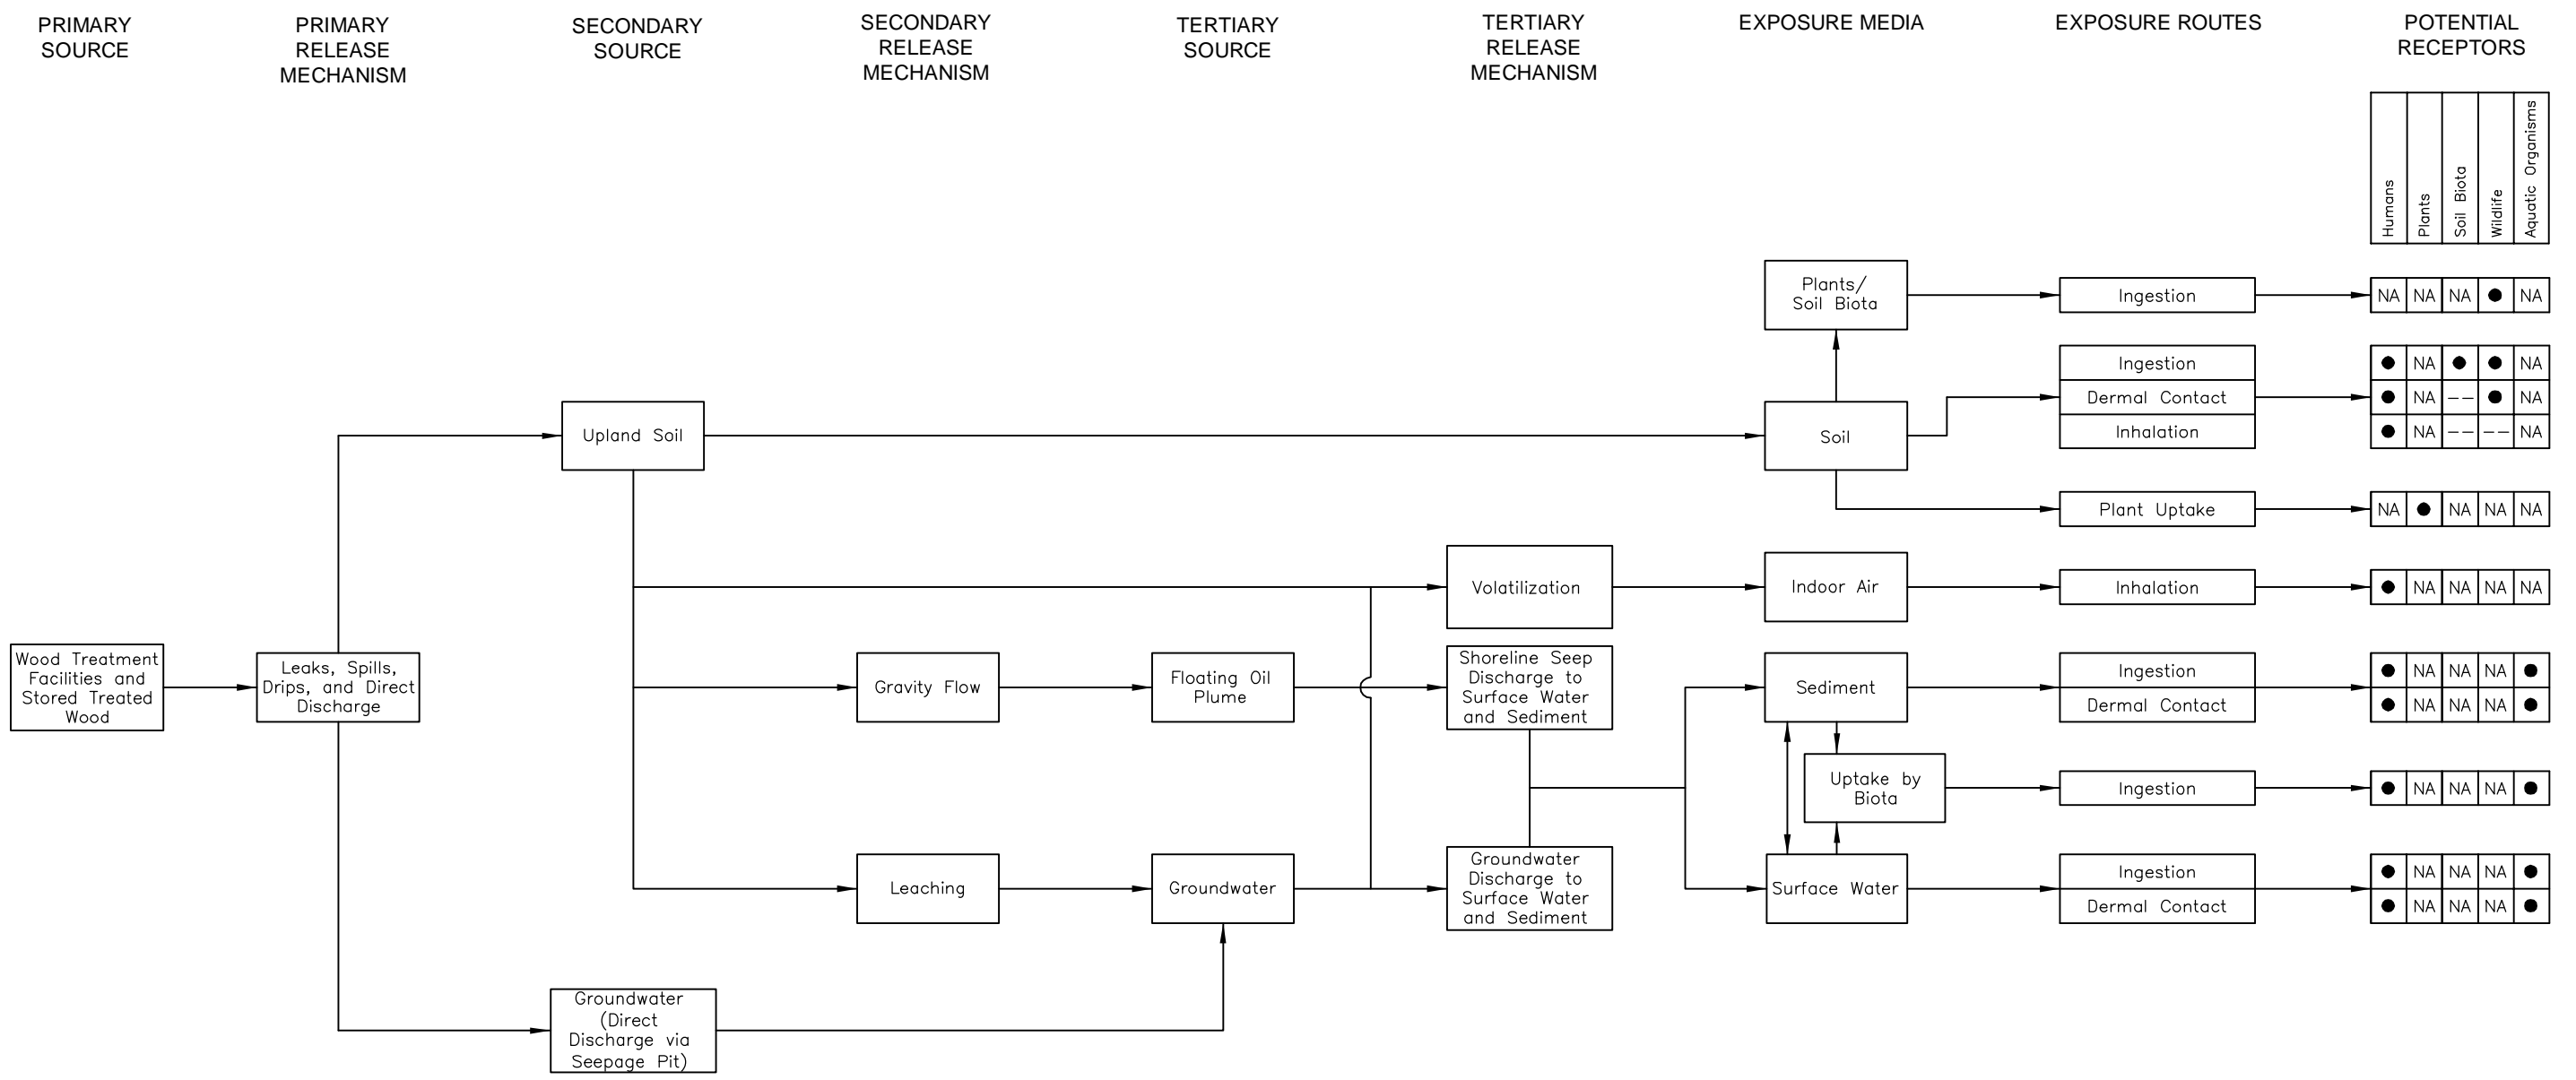 PRIMARY
SOURCE
PRIMARY
RELEASE
MECHANISM
SECONDARY
SOURCE
SECONDARY
RELEASE
MECHANISM
TERTIARY
SOURCE
TERTIARY
RELEASE
MECHANISM
EXPOSURE MEDIA
EXPOSURE ROUTES
POTENTIAL
RECEPTORS
Humans
Plants
Soil Biota
Wildlife
Aquatic Organisms
Plants/
Soil Biota
Ingestion
NA NA NA ● NA
Ingestion
● NA ● ● NA
Dermal Contact
● NA -- ● NA
Inhalation
● NA -- -- NA
Upland Soil
Soil
Plant Uptake
NA ● NA NA NA
Volatilization
Indoor Air
Inhalation
● NA NA NA NA
Wood Treatment
Facilities and
Stored Treated
Wood
Leaks, Spills,
Drips, and Direct
Discharge
Gravity Flow
Floating Oil
Plume
Shoreline Seep
Discharge to
Surface Water
and Sediment
Sediment
Ingestion
● NA NA NA ●
Dermal Contact
● NA NA NA ●
Uptake by
Biota
Ingestion
● NA NA NA ●
Leaching
Groundwater
Groundwater
Discharge to
Surface Water
and Sediment
Surface Water
Ingestion
● NA NA NA ●
Dermal Contact
● NA NA NA ●
Groundwater
(Direct
Discharge via
Seepage Pit)